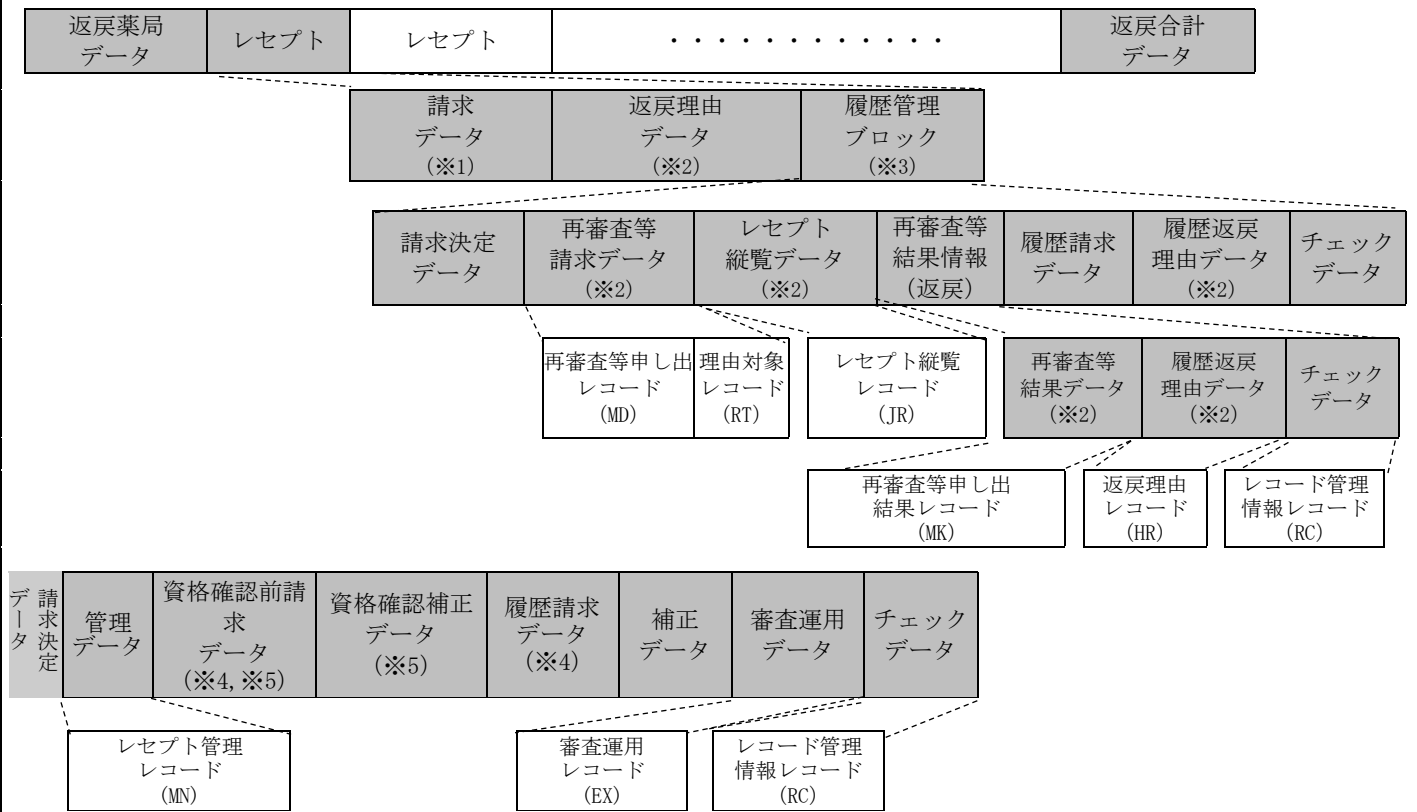 返戻薬局
データ
レセプト
レセプト
・・・・・・・・・・・・
返戻合計
データ
請求
データ
(※1)
返戻理由
データ
(※2)
履歴管理
ブロック
(※3)
請求決定
データ
再審査等
請求データ
(※2)
レセプト
縦覧データ
(※2)
再審査等
結果情報
(返戻)
履歴請求
データ
履歴返戻
理由データ
(※2)
チェック
データ
再審査等申し出
レコード
(MD)
理由対象
レコード
(RT)
レセプト縦覧
レコード
(JR)
再審査等
結果データ
(※2)
履歴返戻
理由データ
(※2)
チェック
データ
再審査等申し出
結果レコード
(MK)
返戻理由
レコード
(HR)
レコード管理
情報レコード
(RC)
請求決定
データ
管理
データ
資格確認前請
求
データ
(※4,※5)
資格確認補正
データ
(※5)
履歴請求
データ
(※4)
補正
データ
審査運用
データ
チェック
データ
レセプト管理
レコード
(MN)
審査運用
レコード
(EX)
レコード管理
情報レコード
(RC)